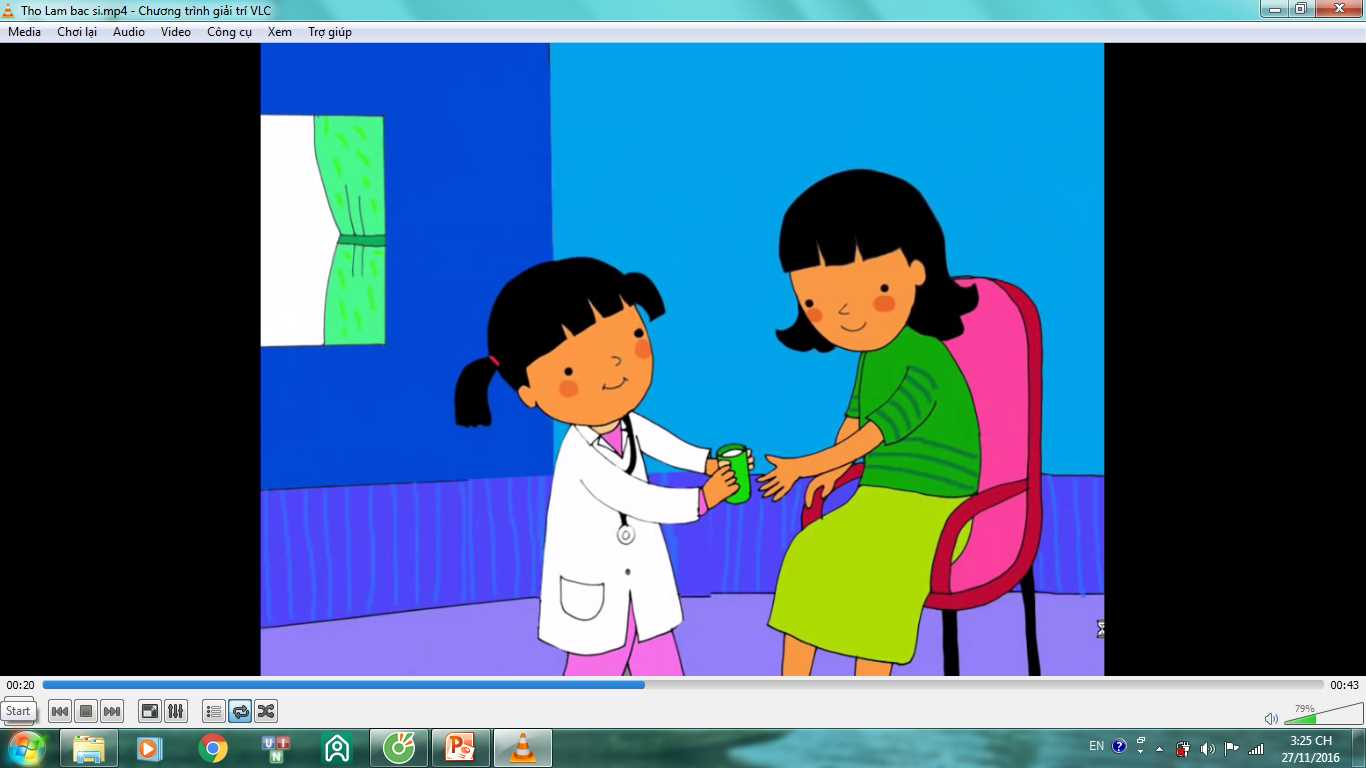 Tho Lam bac si.mp4 - Chương trình giải trí VLC
Media Chơi lại Audio Video Công cụ Xem Trợ giúp
00:20 00:43
Start
79%
U I N
EN 3:25 CH
27/11/2016